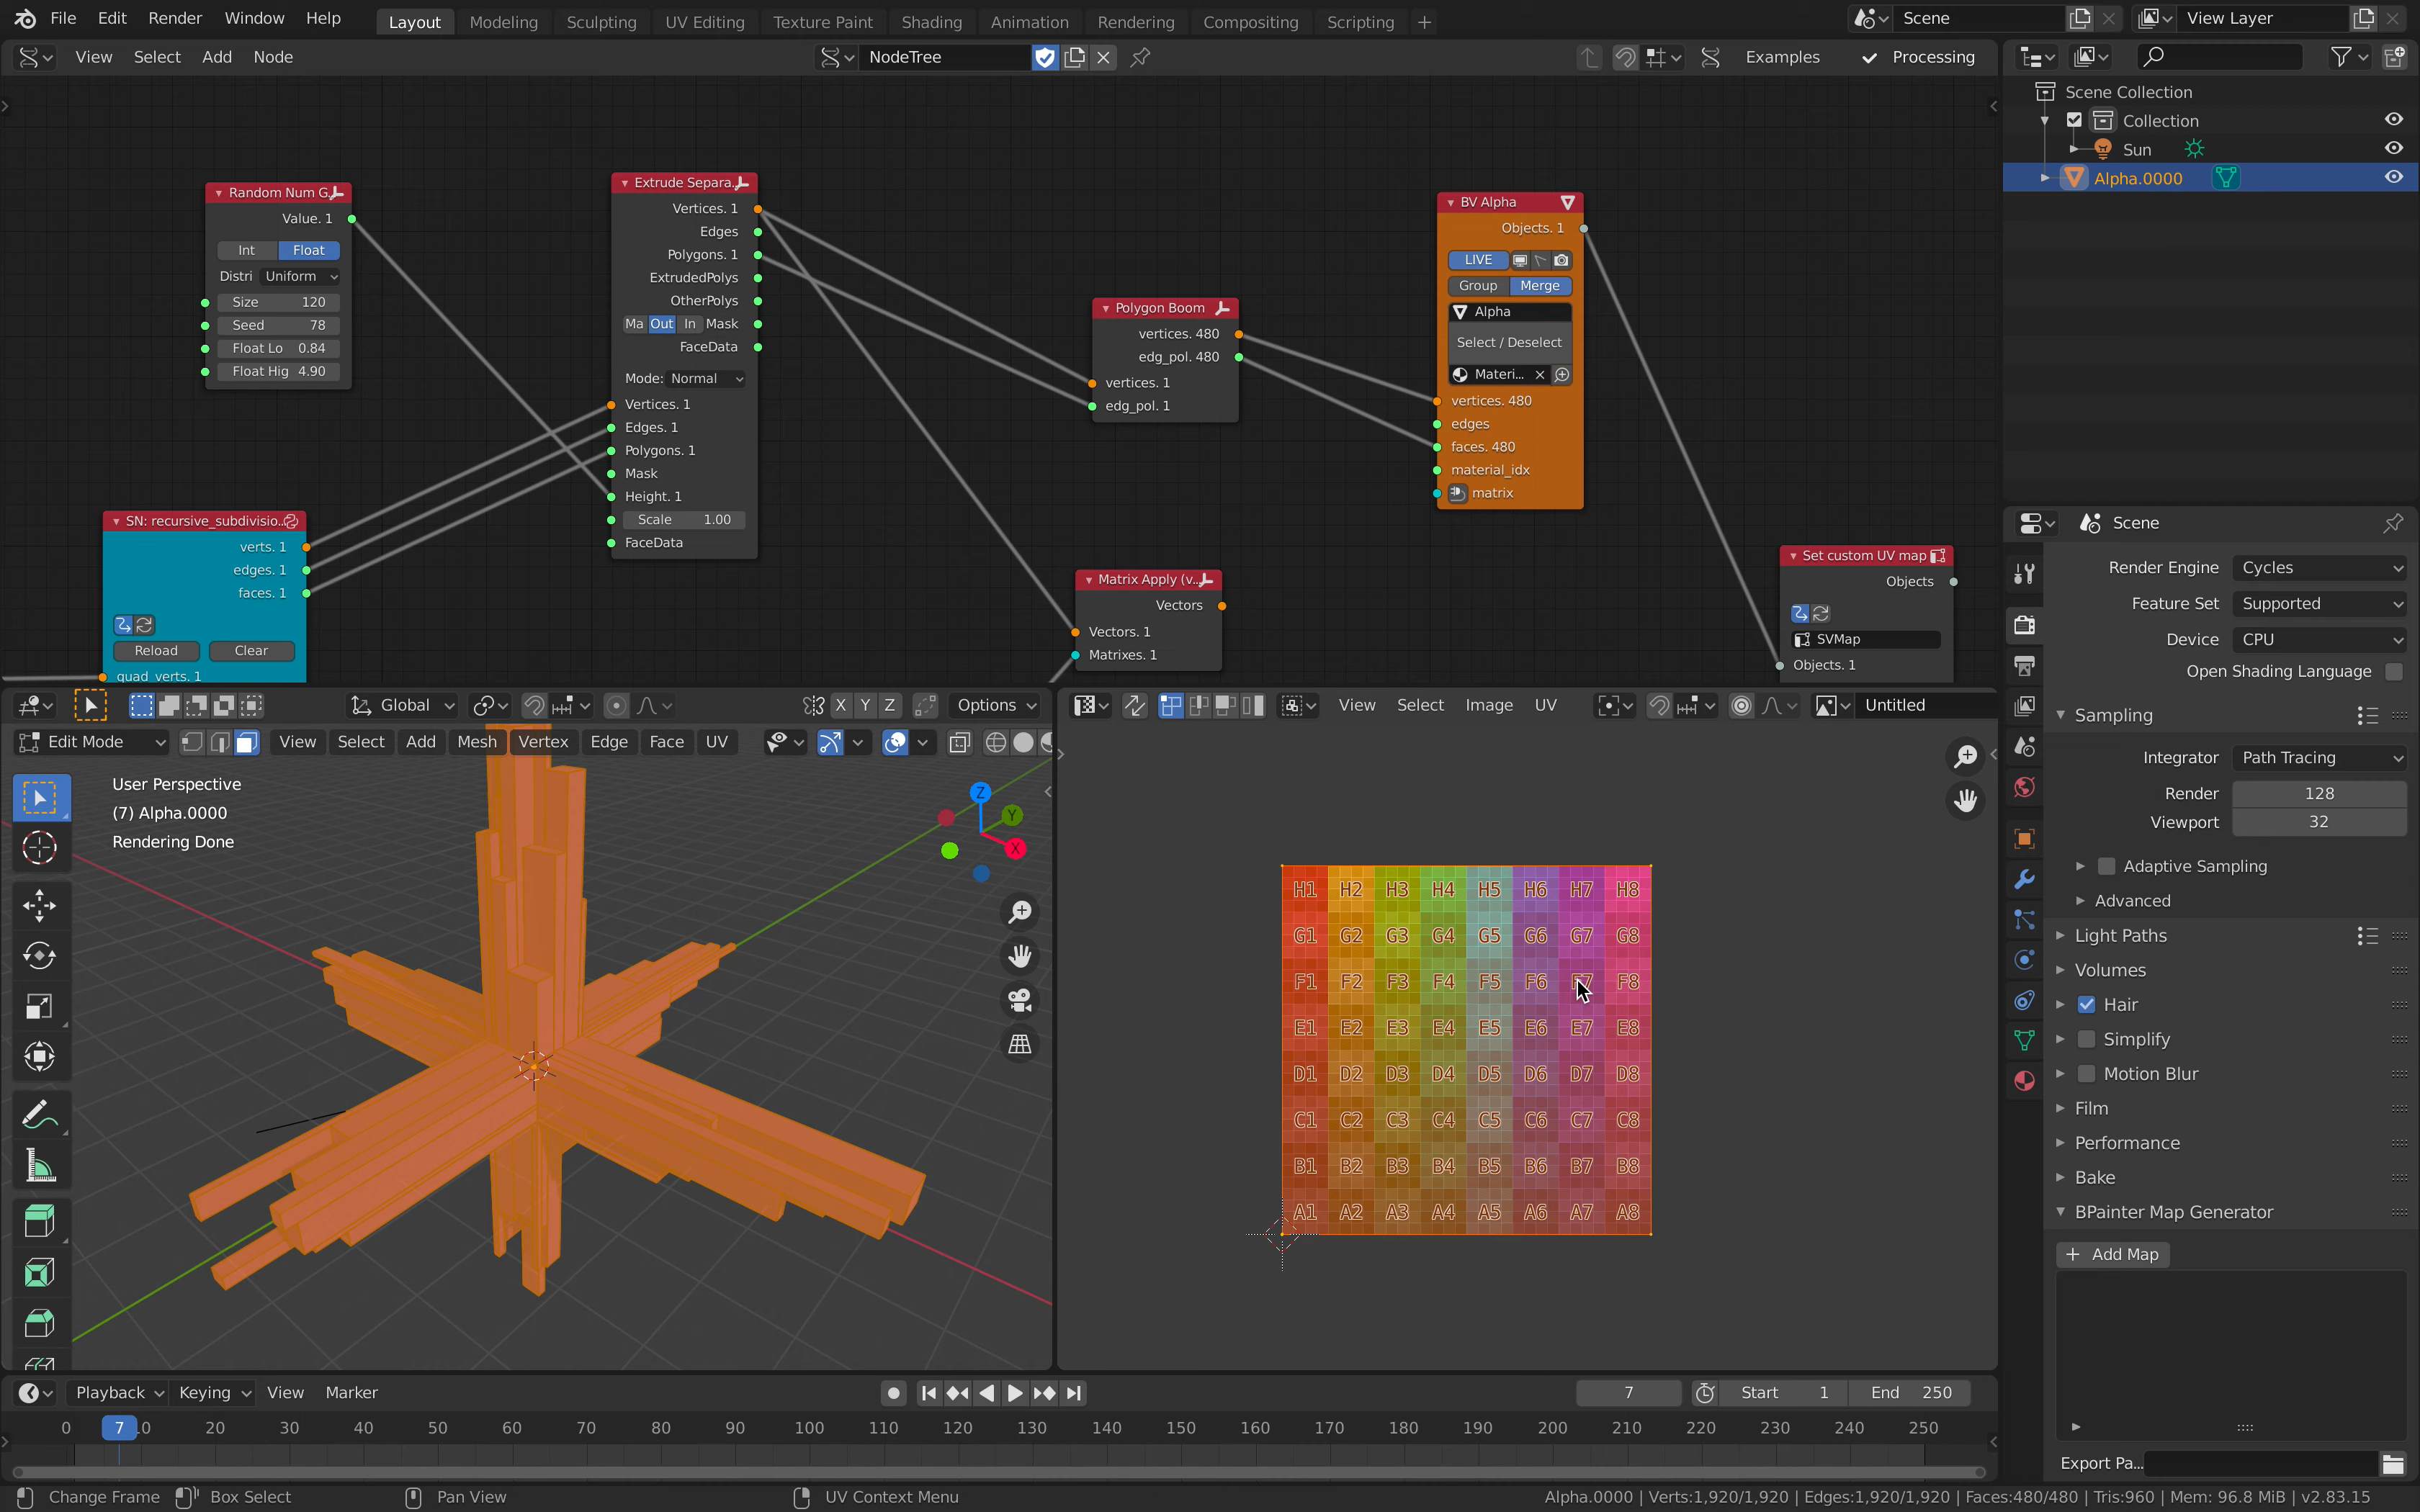 File Edit Render Window Help Layout Modeling Sculpting UV Editing Texture Paint Shading Animation Rendering Compositing Scripting + Scene View Layer
View Select Add Node NodeTree Examples Processing
Scene Collection
Collection
Sun
Alpha.0000
Random Num G..
Value. 1
Int Float
Distri Uniform
Size 120
Seed 78
Float Lo 0.84
Float Hig 4.90
Extrude Separa..
Vertices. 1
Edges
Polygons. 1
ExtrudedPolys
OtherPolys
Ma Out In Mask
FaceData
Mode: Normal
Vertices. 1
Edges. 1
Polygons. 1
Mask
Height. 1
Scale 1.00
FaceData
SN: recursive_subdivisio..
verts. 1
edges. 1
faces. 1
Reload Clear
quad_verts. 1
Polygon Boom
vertices. 480
edg_pol. 480
vertices. 1
edg_pol. 1
Matrix Apply (v...
Vectors
Vectors. 1
Matrixes. 1
BV Alpha
Objects. 1
LIVE
Group Merge
Alpha
Select / Deselect
Materi...
vertices. 480
edges
faces. 480
material_idx
matrix
Set custom UV map
Objects
SVMap
Objects. 1
Global X Y Z Options
Edit Mode View Select Add Mesh Vertex Edge Face UV
User Perspective
(7) Alpha.0000
Rendering Done
Z
Y
X
View Select Image UV Untitled
H1 H2 H3 H4 H5 H6 H7 H8
G1 G2 G3 G4 G5 G6 G7 G8
F1 F2 F3 F4 F5 F6 F7 F8
E1 E2 E3 E4 E5 E6 E7 E8
D1 D2 D3 D4 D5 D6 D7 D8
C1 C2 C3 C4 C5 C6 C7 C8
B1 B2 B3 B4 B5 B6 B7 B8
A1 A2 A3 A4 A5 A6 A7 A8
Scene
Render Engine Cycles
Feature Set Supported
Device CPU
Open Shading Language
Sampling
Integrator Path Tracing
Render 128
Viewport 32
Adaptive Sampling
Advanced
Light Paths
Volumes
Hair
Simplify
Motion Blur
Film
Performance
Bake
BPainter Map Generator
+ Add Map
Export Pa...
Playback Keying View Marker 7 Start 1 End 250
0 7 10 20 30 40 50 60 70 80 90 100 110 120 130 140 150 160 170 180 190 200 210 220 230 240 250
Change Frame Box Select Pan View UV Context Menu Alpha.0000 | Verts:1,920/1,920 | Edges:1,920/1,920 | Faces:480/480 | Tris:960 | Mem: 96.8 MiB | v2.83.15